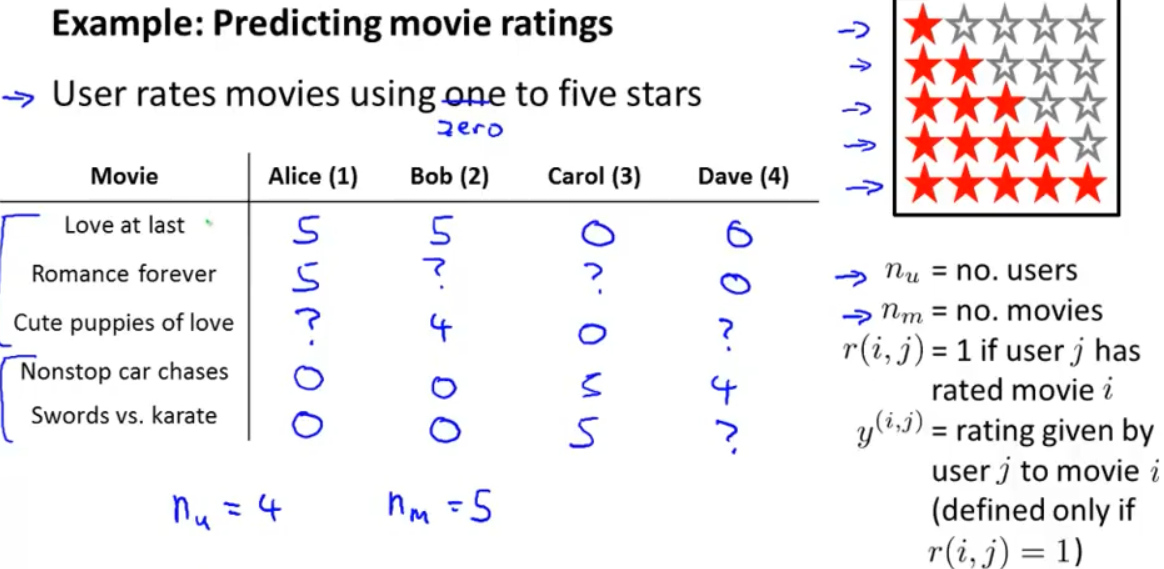 Example: Predicting movie ratings
→ User rates movies using one to five stars
zero
Movie Alice (1) Bob (2) Carol (3) Dave (4)
Love at last 5 5 0 0
Romance forever 5 ? ? 0
Cute puppies of love ? 4 0 ?
Nonstop car chases 0 0 5 4
Swords vs. karate 0 0 5 ?
n_u = 4 n_m = 5
→ n_u = no. users
→ n_m = no. movies
r(i, j) = 1 if user j has
rated movie i
y^(i,j) = rating given by
user j to movie i
(defined only if
r(i, j) = 1)